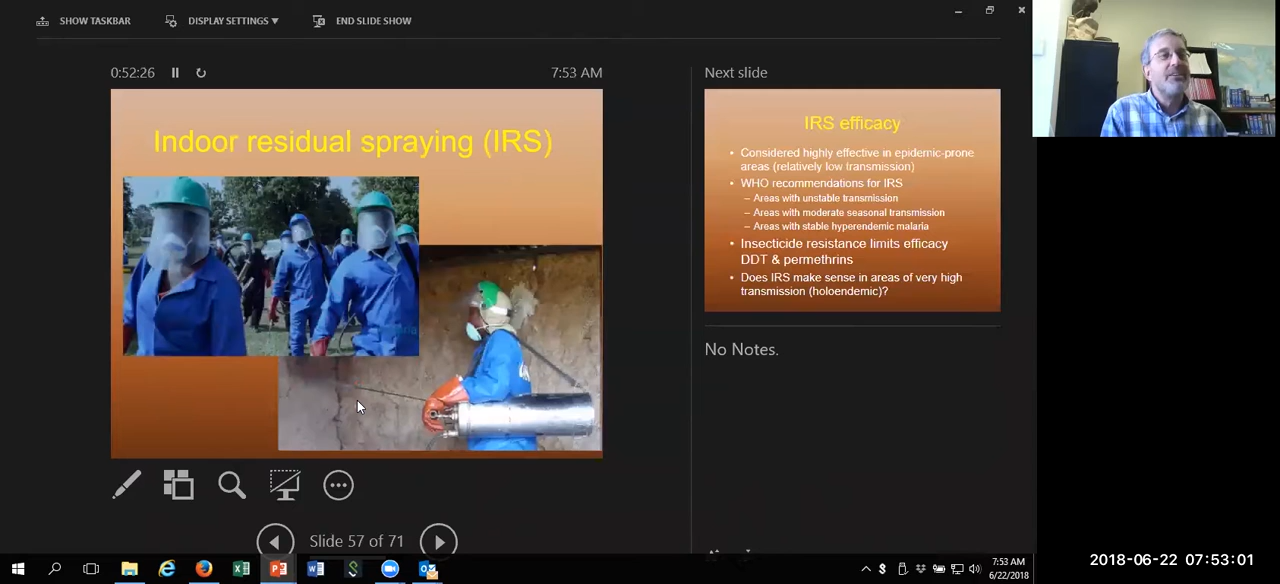 SHOW TASKBAR
DISPLAY SETTINGS ▼
END SLIDE SHOW
0:52:26
7:53 AM
Next slide
Indoor residual spraying (IRS)
IRS efficacy
• Considered highly effective in epidemic-prone
areas (relatively low transmission)
• WHO recommendations for IRS
– Areas with unstable transmission
– Areas with moderate seasonal transmission
– Areas with stable hyperendemic malaria
• Insecticide resistance limits efficacy
DDT & permethrins
• Does IRS make sense in areas of very high
transmission (holoendemic)?
No Notes.
Slide 57 of 71
7:53 AM
6/22/2018
2018-06-22 07:53:01